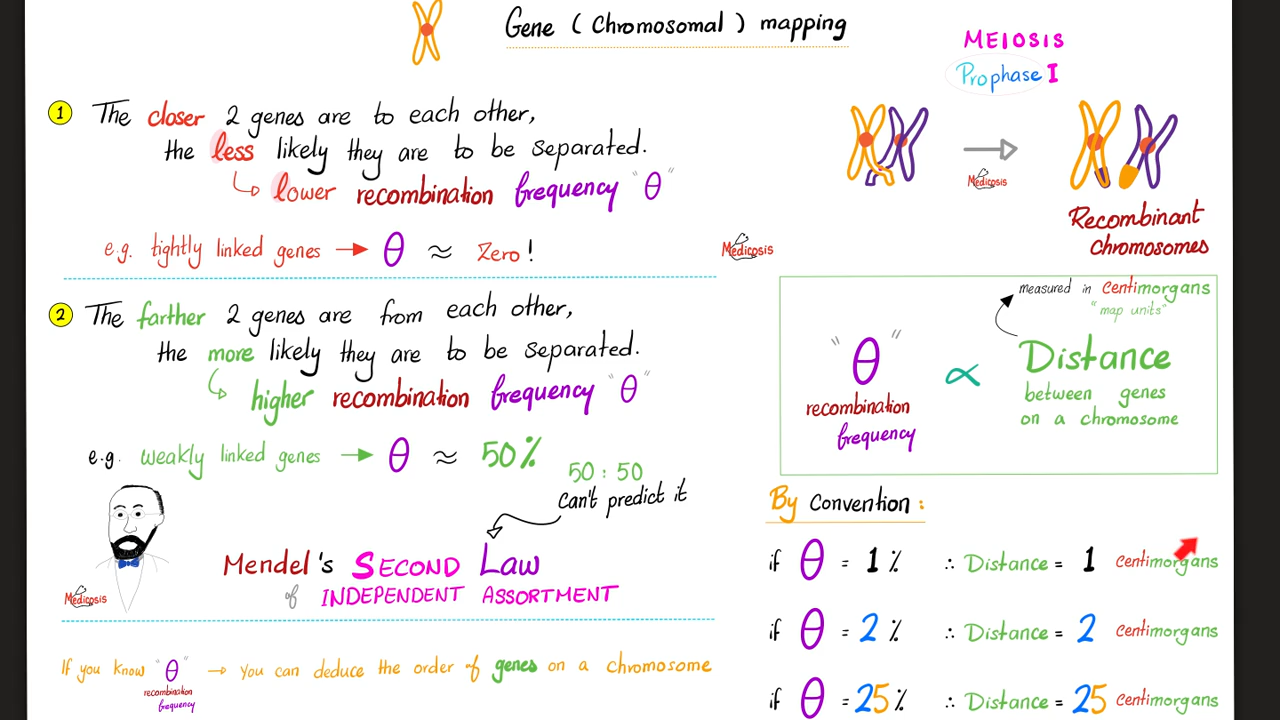 Gene (Chromosomal) mapping
MEIOSIS
Prophase I
1 The closer 2 genes are to each other,
the less likely they are to be separated.
lower recombination frequency "θ"
e.g. tightly linked genes → θ ≈ Zero!
Medicosis
Medicosis
Recombinant
chromosomes
2 The farther 2 genes are from each other,
the more likely they are to be separated.
higher recombination frequency "θ"
e.g. weakly linked genes → θ ≈ 50%
50 : 50
Can't predict it
Mendel's SECOND Law
of INDEPENDENT ASSORTMENT
Medicosis
If you know "θ" → you can deduce the order of genes on a chromosome
recombination
frequency
measured in Centimorgans
"map units"
"θ" ∝ Distance
recombination
frequency
between genes
on a chromosome
By Convention :
if θ = 1 % ∴ Distance = 1 Centimorgans
if θ = 2 % ∴ Distance = 2 Centimorgans
if θ = 25 % ∴ Distance = 25 Centimorgans